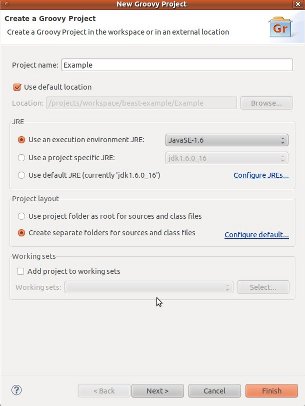 New Groovy Project
Create a Groovy Project
Create a Groovy Project in the workspace or in an external location
Gr
Project name: Example
Use default location
Location: /projects/workspace/beast-example/Example Browse...
JRE
Use an execution environment JRE: JavaSE-1.6
Use a project specific JRE: jdk1.6.0_16
Use default JRE (currently 'jdk1.6.0_16') Configure JREs...
Project layout
Use project folder as root for sources and class files
Create separate folders for sources and class files Configure default...
Working sets
Add project to working sets
Working sets: Select...
? < Back Next > Cancel Finish